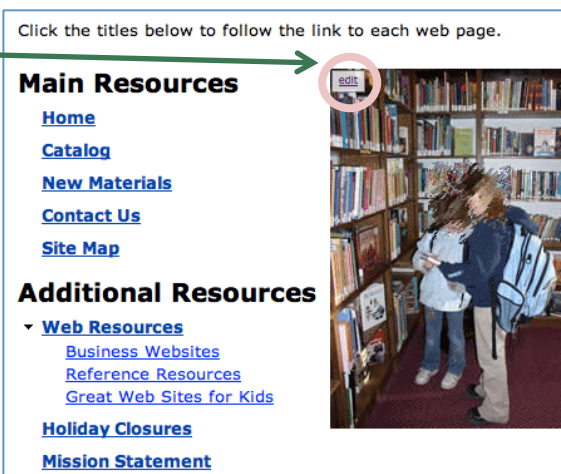 Click the titles below to follow the link to each web page.
edit
Main Resources
Home
Catalog
New Materials
Contact Us
Site Map
Additional Resources
Web Resources
Business Websites
Reference Resources
Great Web Sites for Kids
Holiday Closures
Mission Statement